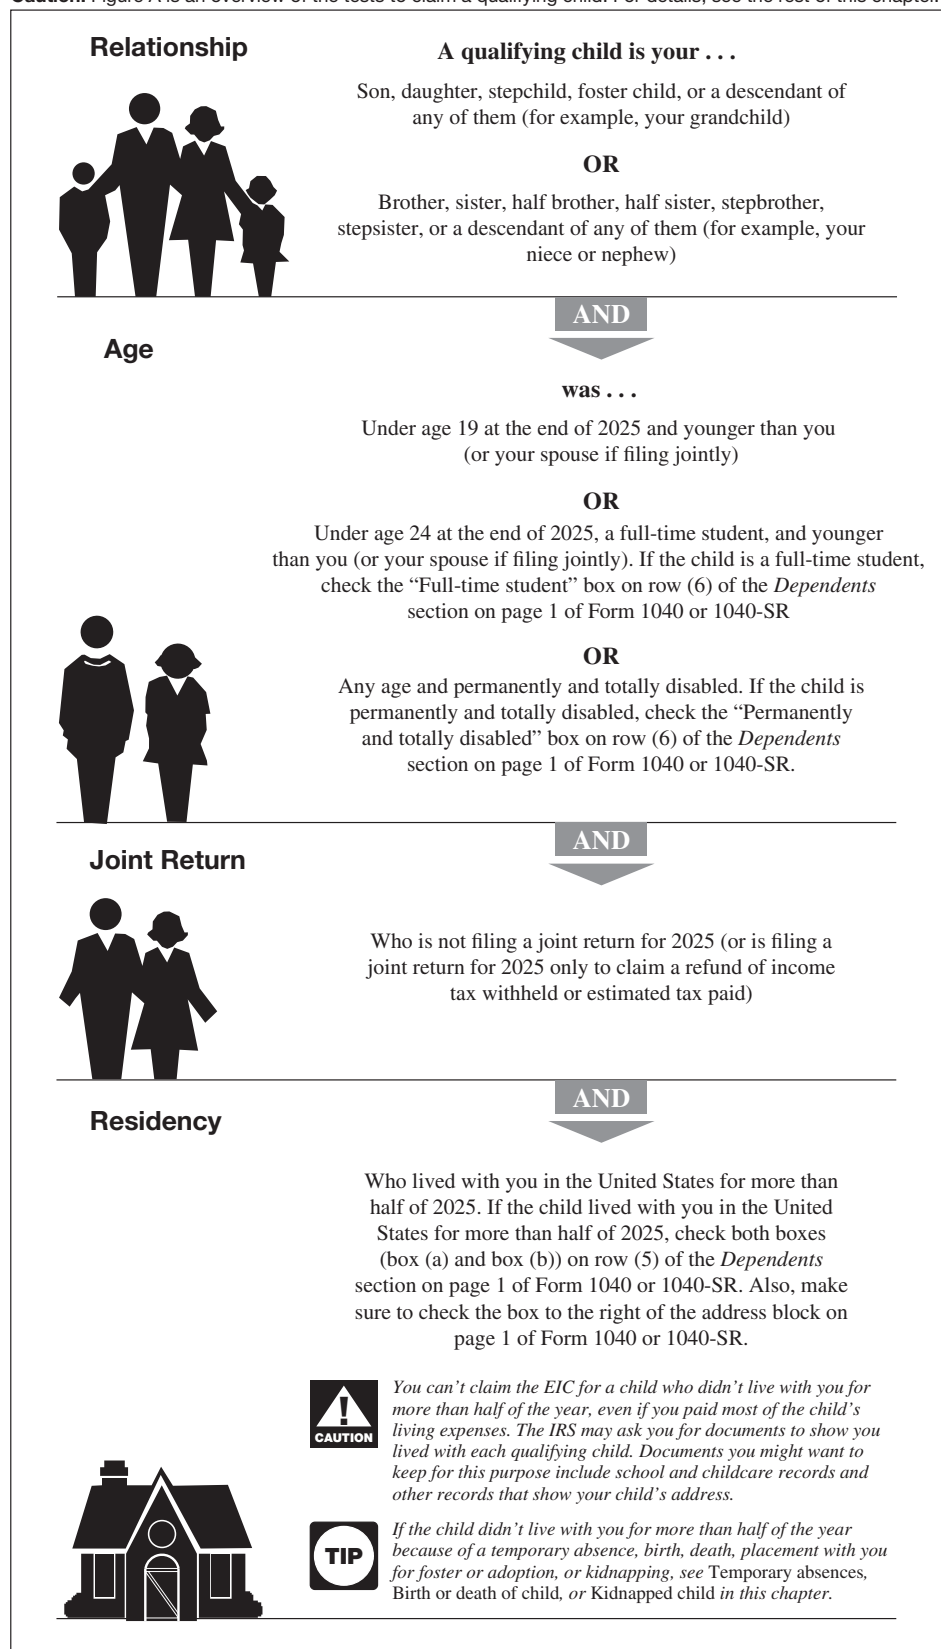 Caution. Figure A is an overview of the tests to claim a qualifying child. For details, see the rest of this chapter.
Relationship
A qualifying child is your . . .
Son, daughter, stepchild, foster child, or a descendant of
any of them (for example, your grandchild)
OR
Brother, sister, half brother, half sister, stepbrother,
stepsister, or a descendant of any of them (for example, your
niece or nephew)
AND
Age
was . . .
Under age 19 at the end of 2025 and younger than you
(or your spouse if filing jointly)
OR
Under age 24 at the end of 2025, a full-time student, and younger
than you (or your spouse if filing jointly). If the child is a full-time student,
check the “Full-time student” box on row (6) of the Dependents
section on page 1 of Form 1040 or 1040-SR
OR
Any age and permanently and totally disabled. If the child is
permanently and totally disabled, check the “Permanently
and totally disabled” box on row (6) of the Dependents
section on page 1 of Form 1040 or 1040-SR.
AND
Joint Return
Who is not filing a joint return for 2025 (or is filing a
joint return for 2025 only to claim a refund of income
tax withheld or estimated tax paid)
AND
Residency
Who lived with you in the United States for more than
half of 2025. If the child lived with you in the United
States for more than half of 2025, check both boxes
(box (a) and box (b)) on row (5) of the Dependents
section on page 1 of Form 1040 or 1040-SR. Also, make
sure to check the box to the right of the address block on
page 1 of Form 1040 or 1040-SR.
!
CAUTION
You can’t claim the EIC for a child who didn’t live with you for
more than half of the year, even if you paid most of the child’s
living expenses. The IRS may ask you for documents to show you
lived with each qualifying child. Documents you might want to
keep for this purpose include school and childcare records and
other records that show your child’s address.
TIP
If the child didn’t live with you for more than half of the year
because of a temporary absence, birth, death, placement with you
for foster or adoption, or kidnapping, see Temporary absences,
Birth or death of child, or Kidnapped child in this chapter.